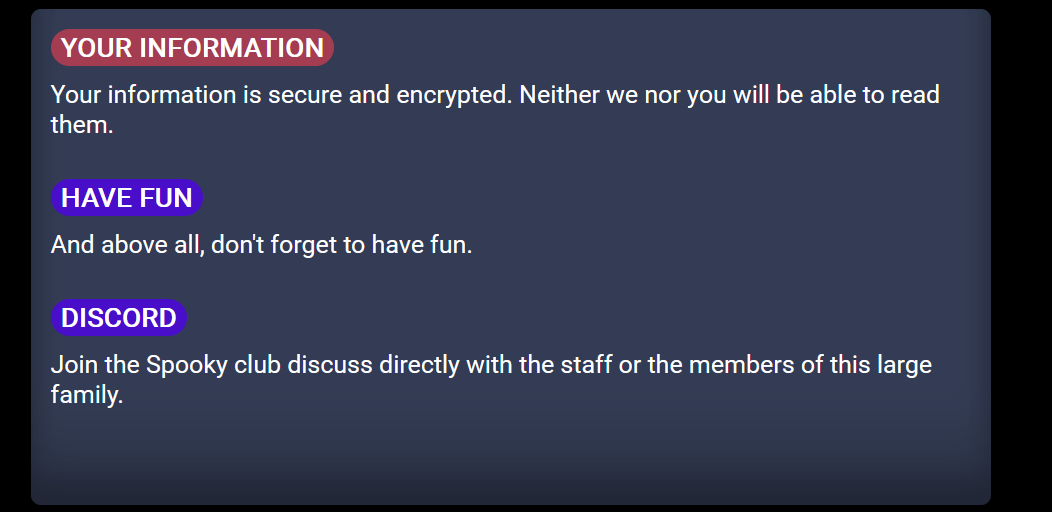 YOUR INFORMATION
Your information is secure and encrypted. Neither we nor you will be able to read
them.
HAVE FUN
And above all, don't forget to have fun.
DISCORD
Join the Spooky club discuss directly with the staff or the members of this large
family.